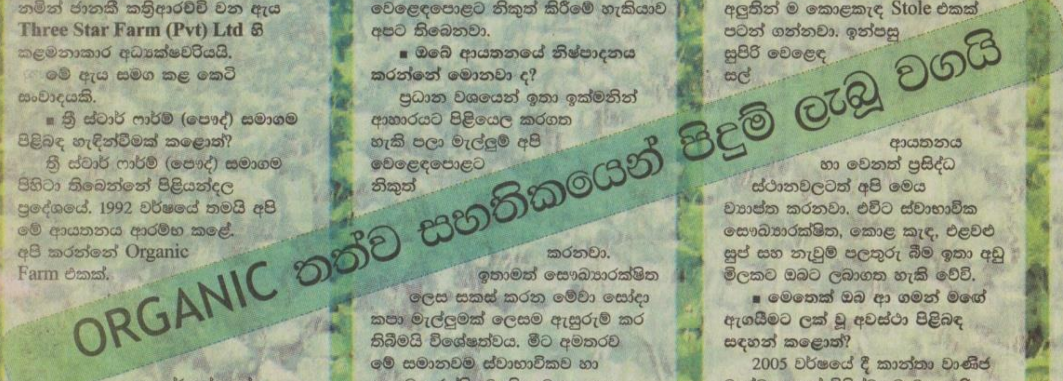 නමින් ජානකී කත්‍රිආරච්චි වන ඇය
Three Star Farm (Pvt) Ltd හි
කළමනාකාර අධ්‍යක්ෂවරියයි.
මේ ඇය සමග කළ කෙටි
සංවාදයකි.
■ ත්‍රී ස්ටාර් ෆාර්ම් (පෞද්) සමාගම
පිළිබඳ හැඳින්වීමක් කළොත්?
ත්‍රී ස්ටාර් ෆාර්ම් (පෞද්) සමාගම
පිහිටා තිබෙන්නේ පිළියන්දල
ප්‍රදේශයේ. 1992 වර්ෂයේ තමයි අපි
මේ ආයතනය ආරම්භ කළේ.
අපි කරන්නේ Organic
Farm එකක්.
වෙළෙඳපොළට නිකුත් කිරීමේ හැකියාව
අපට තිබෙනවා.
■ ඔබේ ආයතනයේ නිෂ්පාදනය
කරන්නේ මොනවා ද?
ප්‍රධාන වශයෙන් ඉතා ඉක්මනින්
ආහාරයට පිළියෙල කරගත
හැකි පලා මැල්ලුම් අපි
වෙළෙඳපොළට
නිකුත්
කරනවා.
ඉතාමත් සෞඛ්‍යාරක්ෂිත
ලෙස සකස් කරන මේවා සෝදා
කපා මැල්ලුමක් ලෙසම ඇසුරුම් කර
තිබීමයි විශේෂත්වය. මීට අමතරව
මේ සමානවම ස්වාභාවිකව හා
අලුතින් ම කොළකැඳ Stole එකක්
පටන් ගන්නවා. ඉන්පසු
සුපිරි වෙළෙඳ
සල්
ආයතනය
හා වෙනත් ප්‍රසිද්ධ
ස්ථානවලටත් අපි මෙය
ව්‍යාප්ත කරනවා. එවිට ස්වාභාවික
සෞඛ්‍යාරක්ෂිත, කොළ කැඳ, එළවළු
සුප් සහ නැවුම් පලතුරු බීම ඉතා අඩු
මිලකට ඔබට ලබාගත හැකි වේවි.
■ මෙතෙක් ඔබ ආ ගමන් මඟේ
ඇගයීමට ලක් වූ අවස්ථා පිළිබඳ
සඳහන් කළොත්?
2005 වර්ෂයේ දී කාන්තා වාණිජ
ORGANIC තත්ව සහතිකයෙන් පිදුම් ලැබූ වගයි